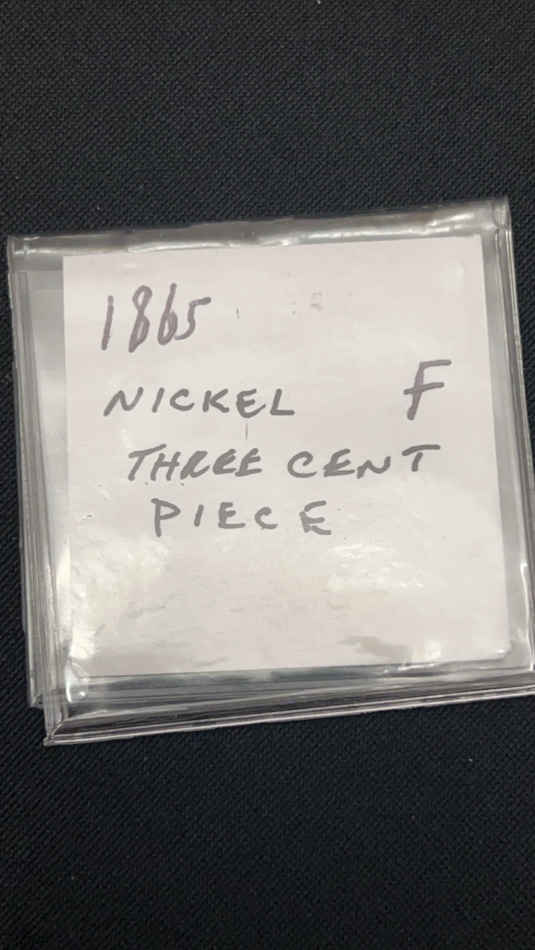 1865
NICKEL F
THREE CENT
PIECE